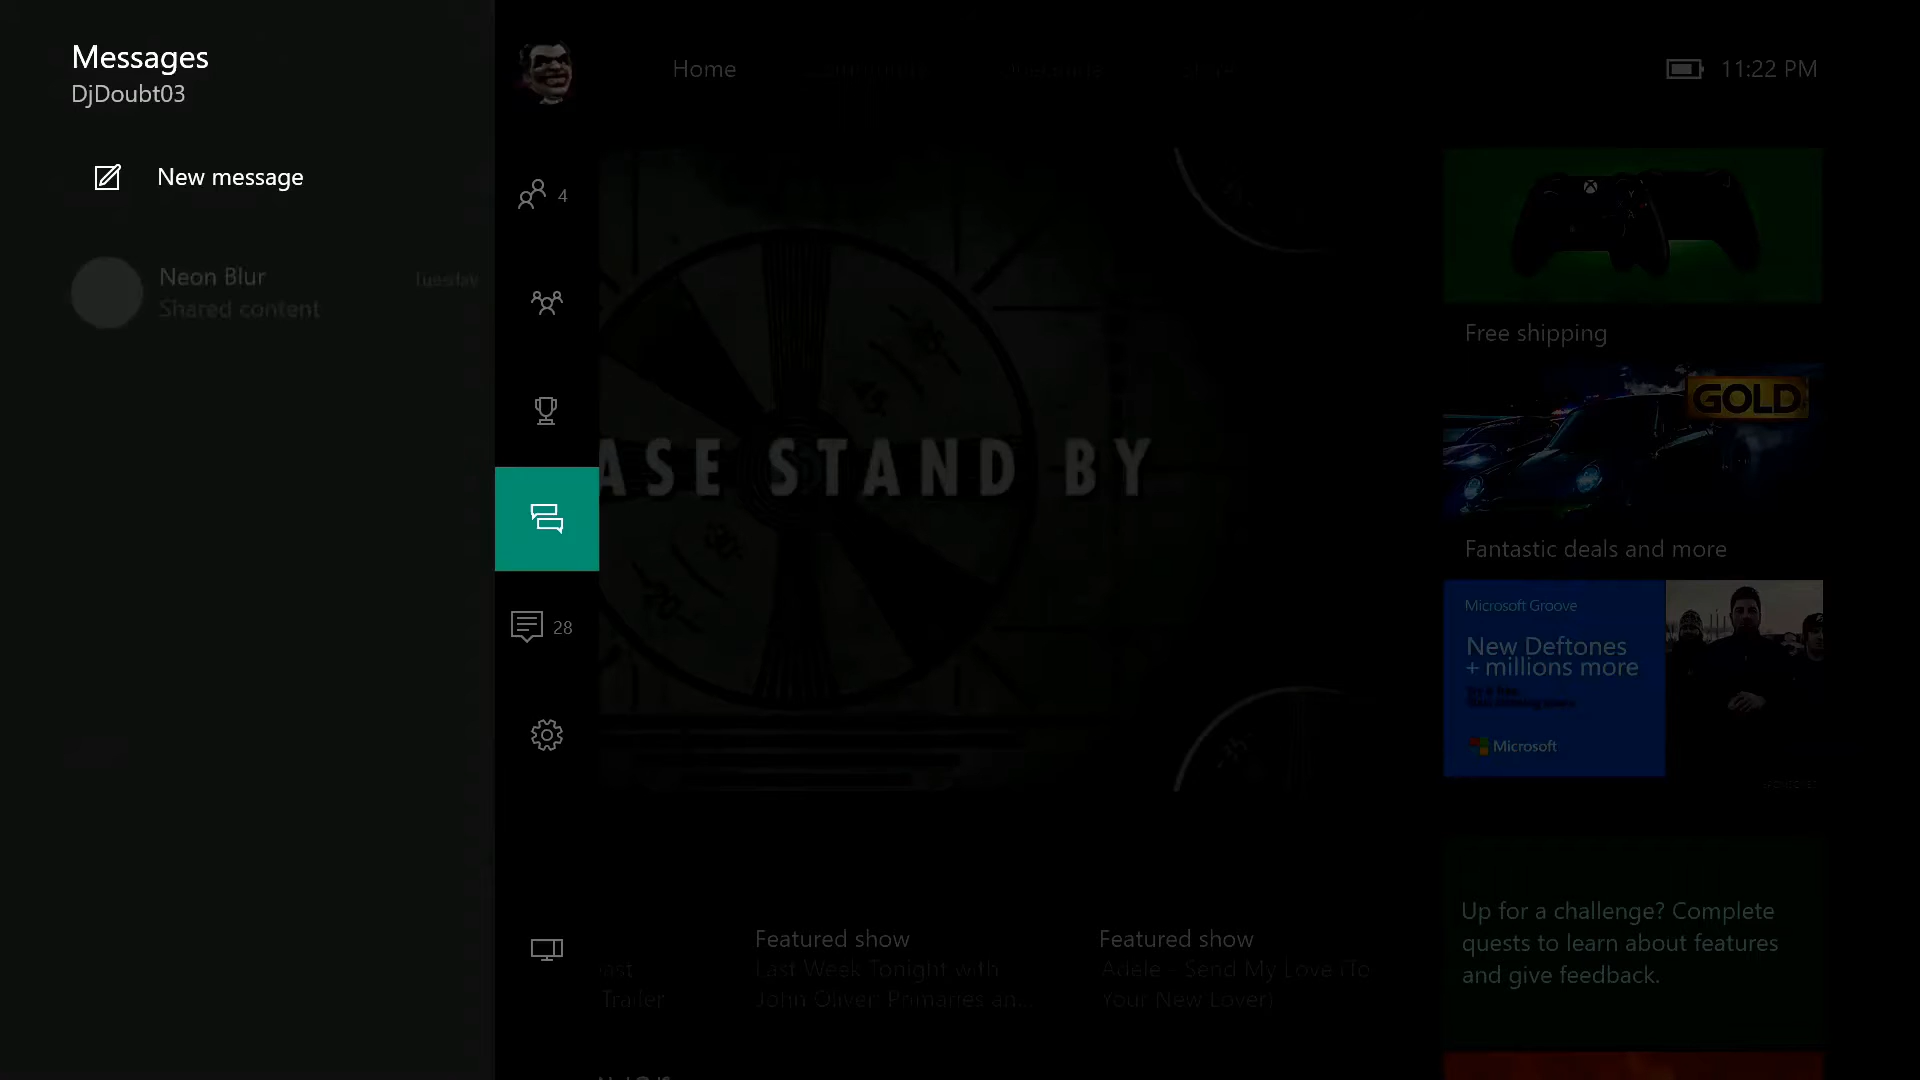 Messages
DjDoubt03
New message
Neon Blur
Tuesday
Shared content
Home
11:22 PM
4
28
ASE STAND BY
Free shipping
GOLD
Fantastic deals and more
Microsoft Groove
New Deftones
+ millions more
Microsoft
Featured show
Last Week Tonight with
John Oliver: Primaries an...
Featured show
Adele - Send My Love (To
Your New Lover)
Trailer
Up for a challenge? Complete
quests to learn about features
and give feedback.